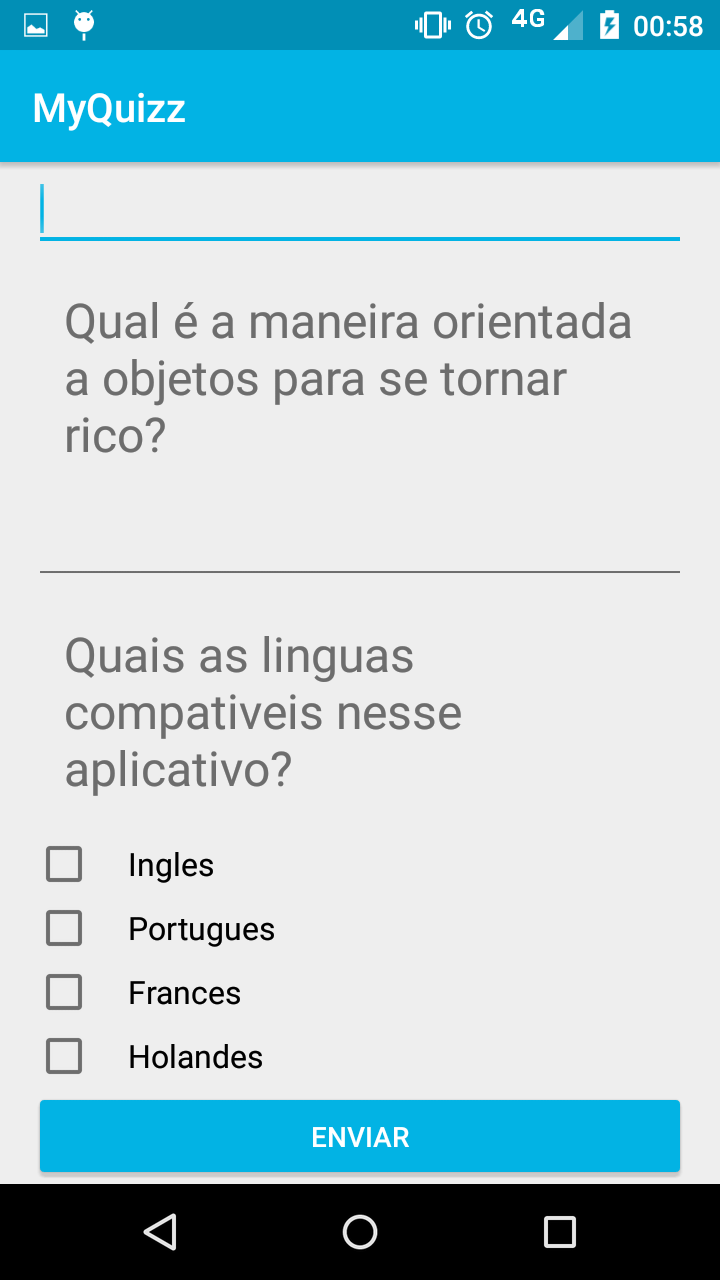 4G 00:58
MyQuizz
Qual é a maneira orientada
a objetos para se tornar
rico?
Quais as linguas
compativeis nesse
aplicativo?
Ingles
Portugues
Frances
Holandes
ENVIAR